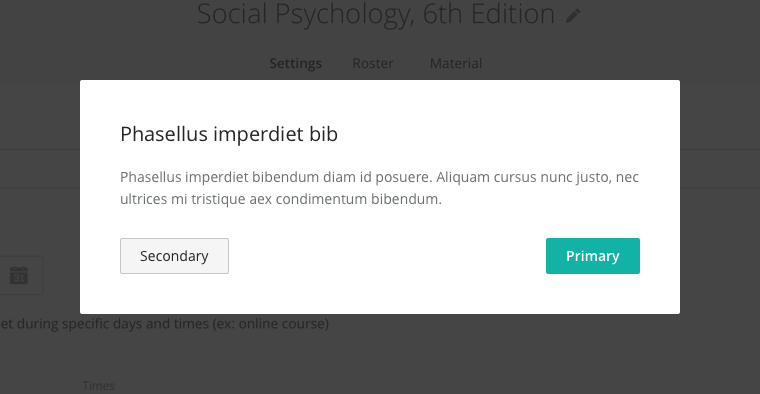 Social Psychology, 6th Edition
Settings Roster Material
Phasellus imperdiet bib
Phasellus imperdiet bibendum diam id posuere. Aliquam cursus nunc justo, nec
ultrices mi tristique aex condimentum bibendum.
Secondary Primary
31
et during specific days and times (ex: online course)
Times